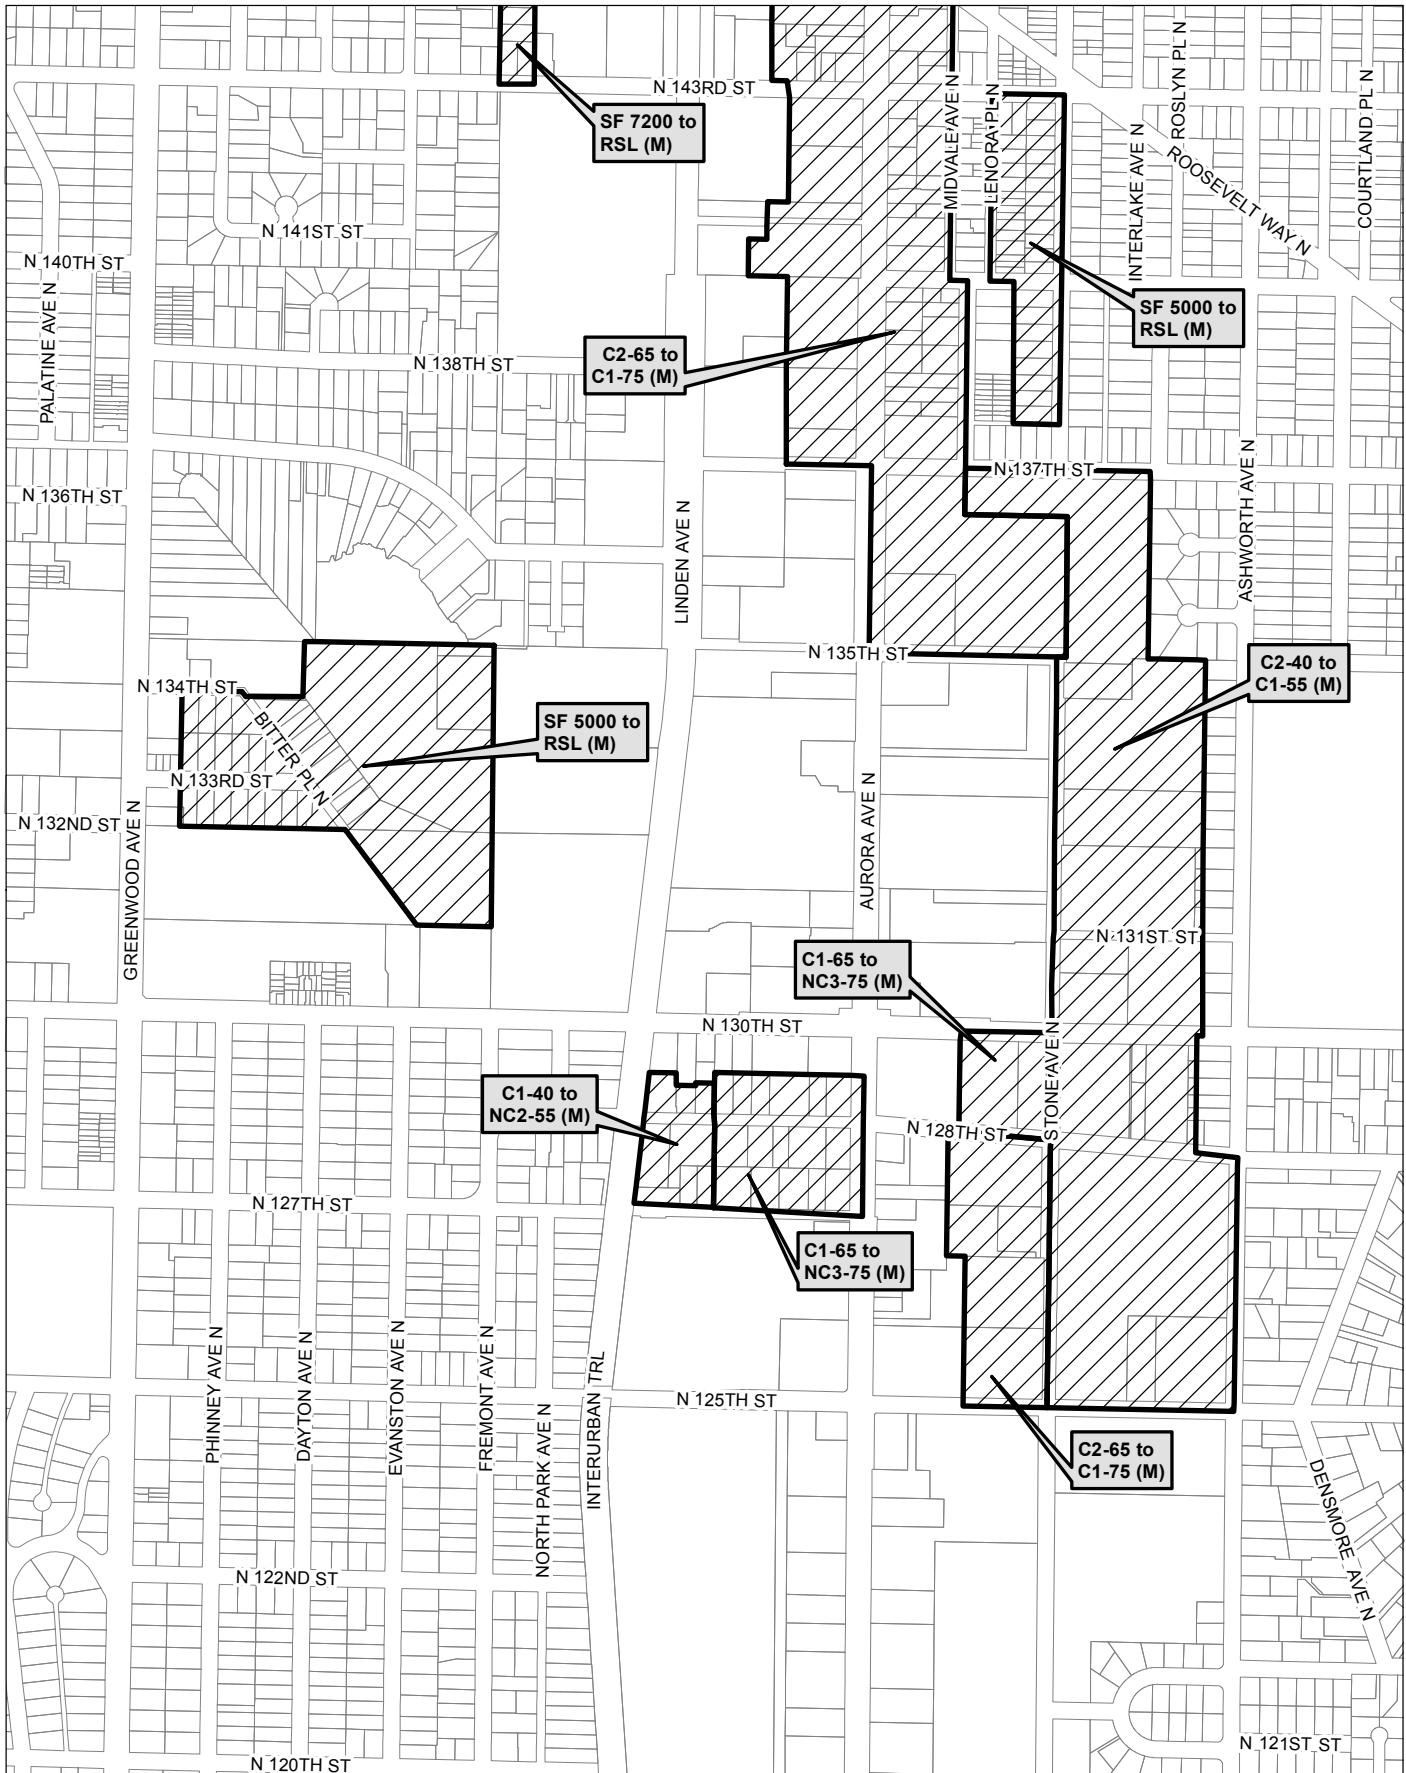 N 143RD ST
SF 7200 to
RSL (M)
MIDVALE AVE N
LENORA PL N
INTERLAKE AVE N
ROSLYN PL N
ROOSEVELT WAY N
COURTLAND PL N
N 141ST ST
N 140TH ST
PALATINE AVE N
SF 5000 to
RSL (M)
C2-65 to
C1-75 (M)
N 138TH ST
N 137TH ST
N 136TH ST
ASHWORTH AVE N
LINDEN AVE N
N 135TH ST
C2-40 to
C1-55 (M)
N 134TH ST
BITTER PL N
SF 5000 to
RSL (M)
N 133RD ST
N 132ND ST
GREENWOOD AVE N
AURORA AVE N
N 131ST ST
C1-65 to
NC3-75 (M)
N 130TH ST
STONE AVE N
C1-40 to
NC2-55 (M)
N 128TH ST
N 127TH ST
C1-65 to
NC3-75 (M)
PHINNEY AVE N
DAYTON AVE N
EVANSTON AVE N
FREMONT AVE N
NORTH PARK AVE N
INTERURBAN TRL
N 125TH ST
C2-65 to
C1-75 (M)
DENSMORE AVE N
N 122ND ST
N 121ST ST
N 120TH ST